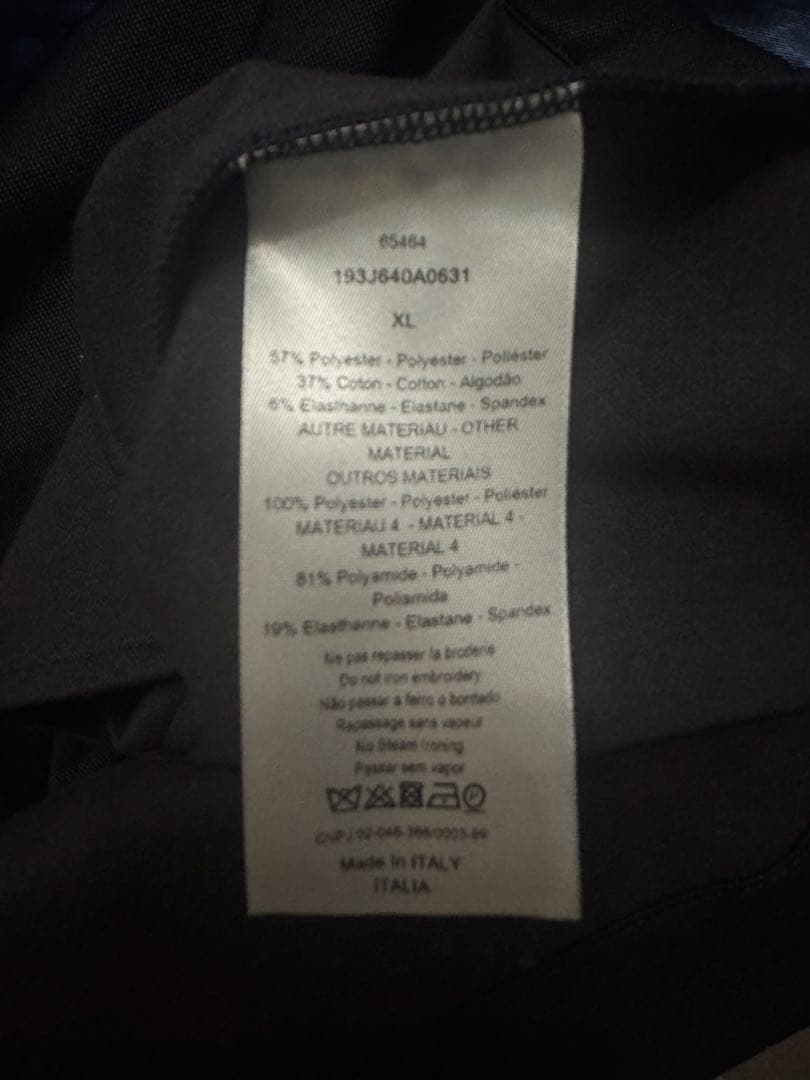 65464
193J640A0631
XL
57% Polyester - Polyester - Poliéster
37% Coton - Cotton - Algodão
6% Elasthanne - Elastane - Spandex
AUTRE MATERIAU - OTHER
MATERIAL
OUTROS MATERIAIS
100% Polyester - Polyester - Poliéster
MATERIAU 4 - MATERIAL 4 -
MATERIAL 4
81% Polyamide - Polyamide -
Poliamida
19% Elasthanne - Elastane - Spandex
Ne pas repasser la broderie
Do not iron embroidery
Não passar a ferro o bordado
Repassage sans vapeur
No Steam Ironing
Passar sem vapor
CNPJ
Made in ITALY
ITALIA